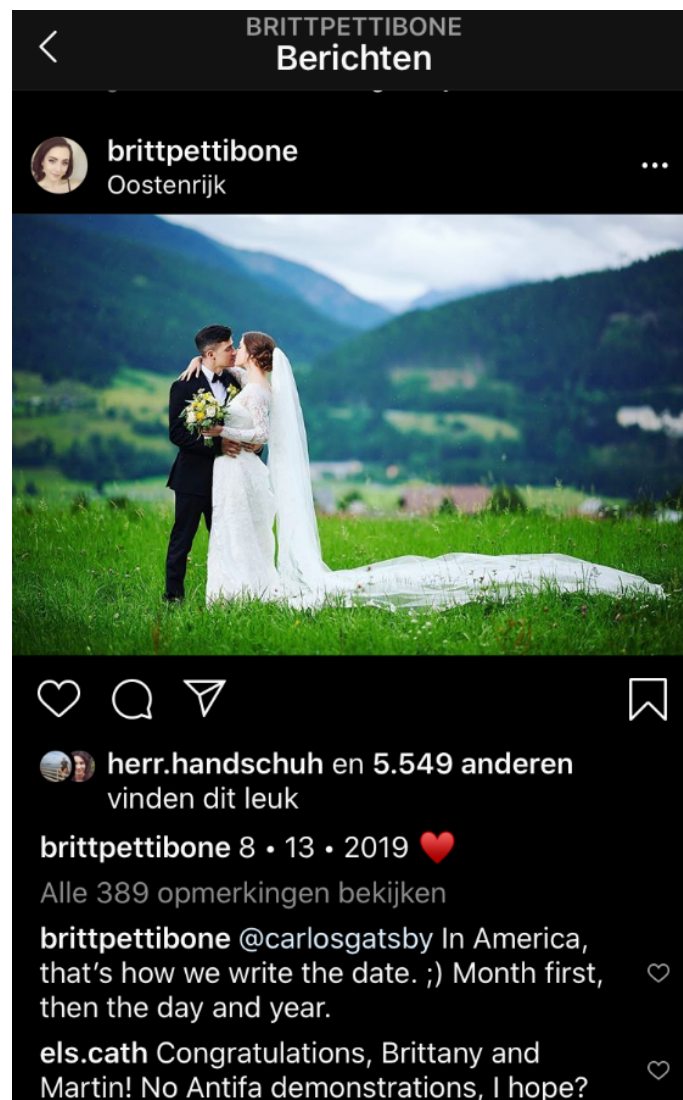 BRITTPETTIBONE
Berichten
brittpettibone
Oostenrijk
herr.handschuh en 5.549 anderen
vinden dit leuk
brittpettibone 8 • 13 • 2019 ❤️
Alle 389 opmerkingen bekijken
brittpettibone @carlosgatsby In America,
that's how we write the date. ;) Month first,
then the day and year.
els.cath Congratulations, Brittany and
Martin! No Antifa demonstrations, I hope?